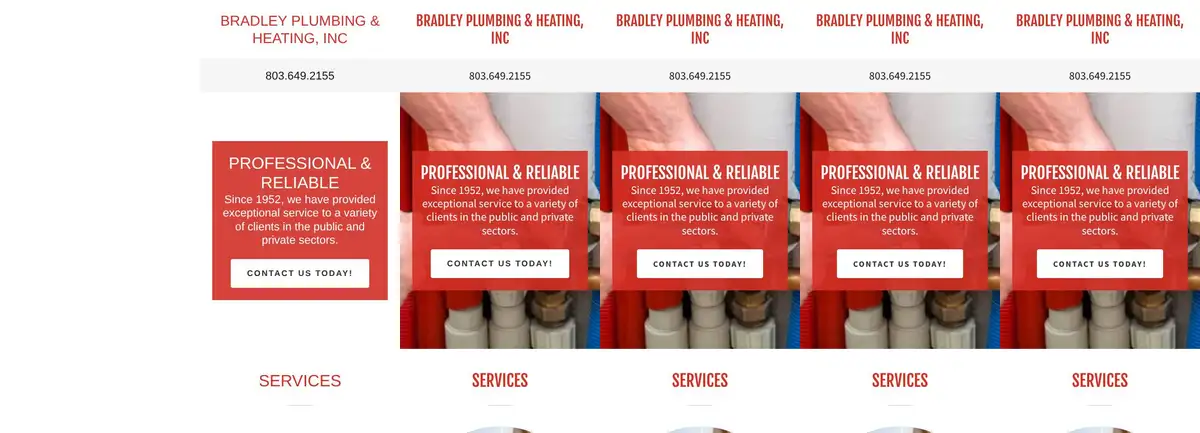 BRADLEY PLUMBING &
HEATING, INC
803.649.2155
PROFESSIONAL &
RELIABLE
Since 1952, we have provided
exceptional service to a variety
of clients in the public and
private sectors.
CONTACT US TODAY!
SERVICES
BRADLEY PLUMBING & HEATING,
INC
803.649.2155
PROFESSIONAL & RELIABLE
Since 1952, we have provided
exceptional service to a variety of
clients in the public and private
sectors.
CONTACT US TODAY!
SERVICES
BRADLEY PLUMBING & HEATING,
INC
803.649.2155
PROFESSIONAL & RELIABLE
Since 1952, we have provided
exceptional service to a variety of
clients in the public and private
sectors.
CONTACT US TODAY!
SERVICES
BRADLEY PLUMBING & HEATING,
INC
803.649.2155
PROFESSIONAL & RELIABLE
Since 1952, we have provided
exceptional service to a variety of
clients in the public and private
sectors.
CONTACT US TODAY!
SERVICES
BRADLEY PLUMBING & HEATING,
INC
803.649.2155
PROFESSIONAL & RELIABLE
Since 1952, we have provided
exceptional service to a variety of
clients in the public and private
sectors.
CONTACT US TODAY!
SERVICES